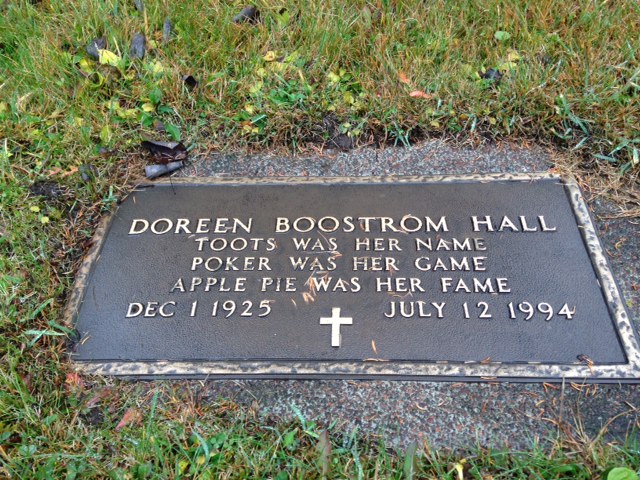 DOREEN BOOSTROM HALL
TOOTS WAS HER NAME
POKER WAS HER GAME
APPLE PIE WAS HER FAME
DEC 1 1925 JULY 12 1994